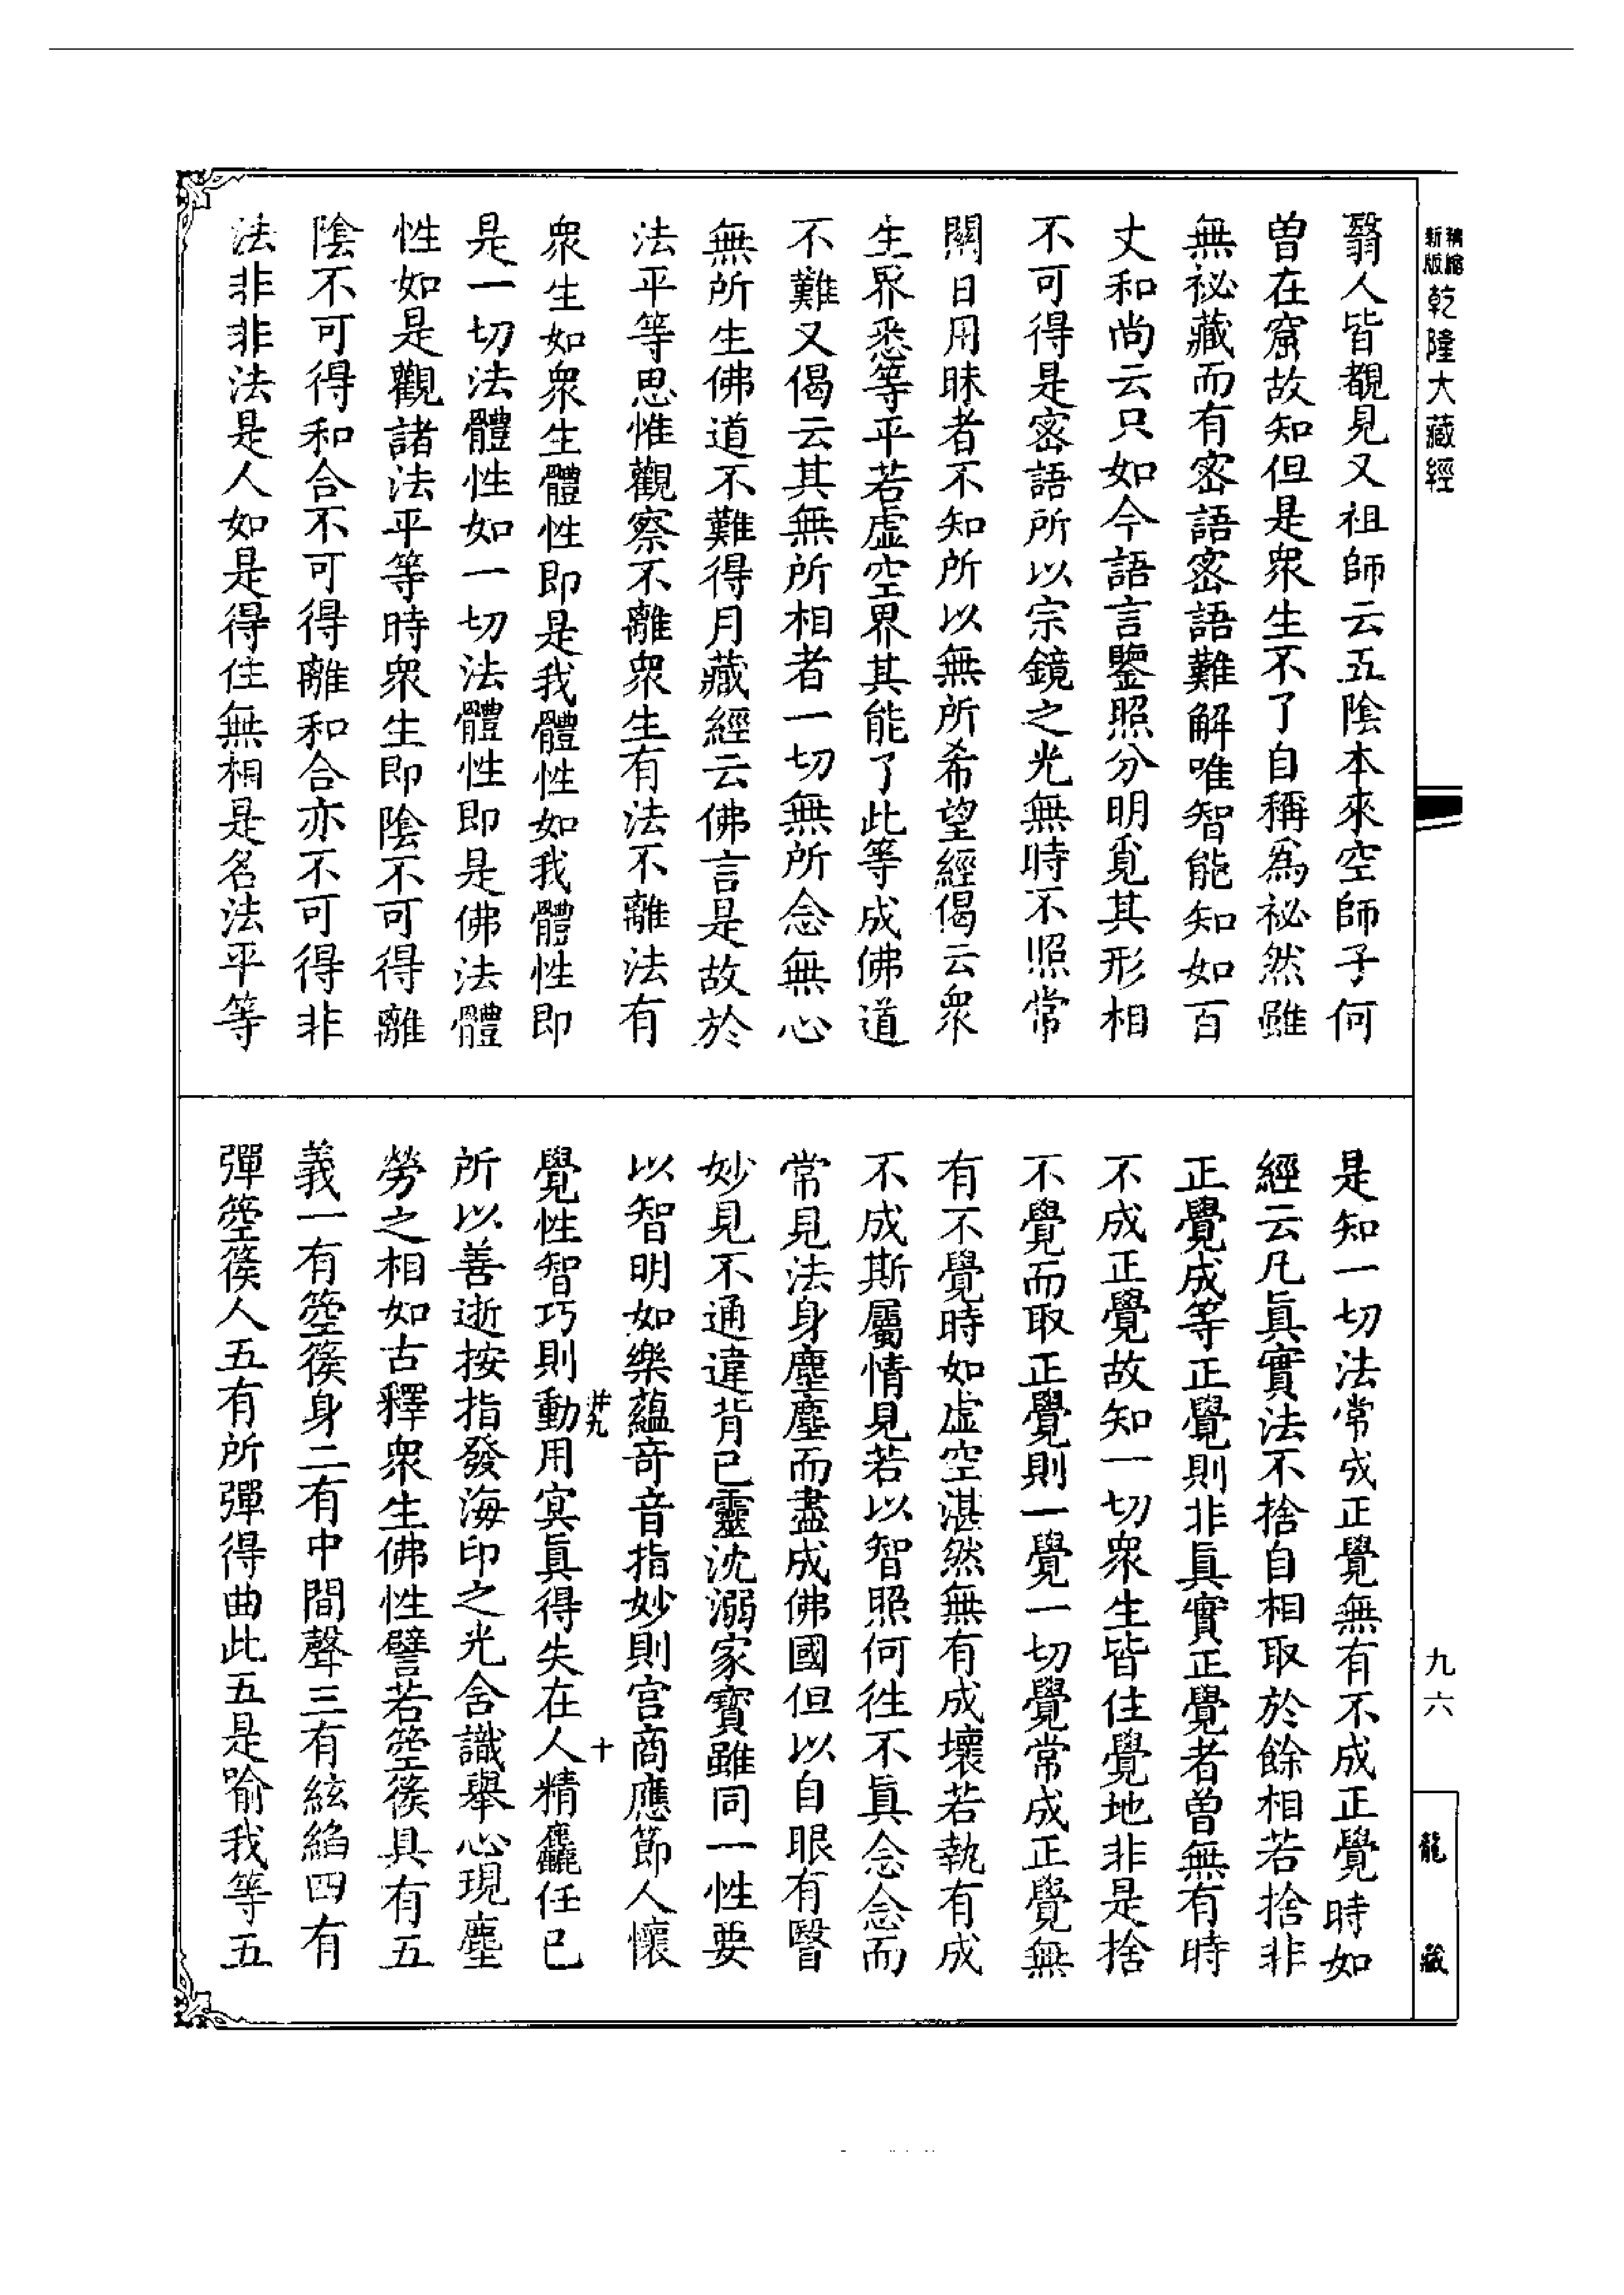 精縮
新版
乾隆大藏經
翳人皆覩見又祖師云五陰本來空師子何
曾在窟故知但是衆生不了自稱爲祕然雖
無祕藏而有密語密語難解唯智能知如百
丈和尚云只如今語言鑒照分明覓其形相
不可得是密語所以宗鏡之光無時不照常
關日用昧者不知所以無所希望經偈云衆
生界悉等平若虛空界其能了此等成佛道
不難又偈云其無所相者一切無所念無心
無所生佛道不難得月藏經云佛言是故於
法平等思惟觀察不離衆生有法不離法有
衆生如衆生體性即是我體性如我體性即
是一切法體性如一切法體性即是佛法體
性如是觀諸法平等時衆生即陰不可得離
陰不可得和合不可得離和合亦不可得非
法非非法是人如是得住無相是名法平等
是知一切法常成正覺無有不成正覺時如
經云凡眞實法不捨自相取於餘相若捨非
正覺成等正覺則非眞實正覺者曾無有時
不成正覺故知一切衆生皆住覺地非是捨
不覺而取正覺則一覺一切覺常成正覺無
有不覺時如虛空湛然無有成壞若執有成
不成斯屬情見若以智照何往不眞念念而
常見法身塵塵而盡成佛國但以自眼有瞖
妙見不通違背已靈沈溺家寶雖同一性要
以智明如樂蘊奇音指妙則宫商應節人懷
覺性智巧則動用冥眞得失在人精麤任已
所以善逝按指發海印之光含識舉心現塵
勞之相如古釋衆生佛性譬若箜篌具有五
義一有箜篌身二有中間聲三有絃縚四有
彈箜篌人五有所彈得曲此五是喻我等五
九六
龍藏
十